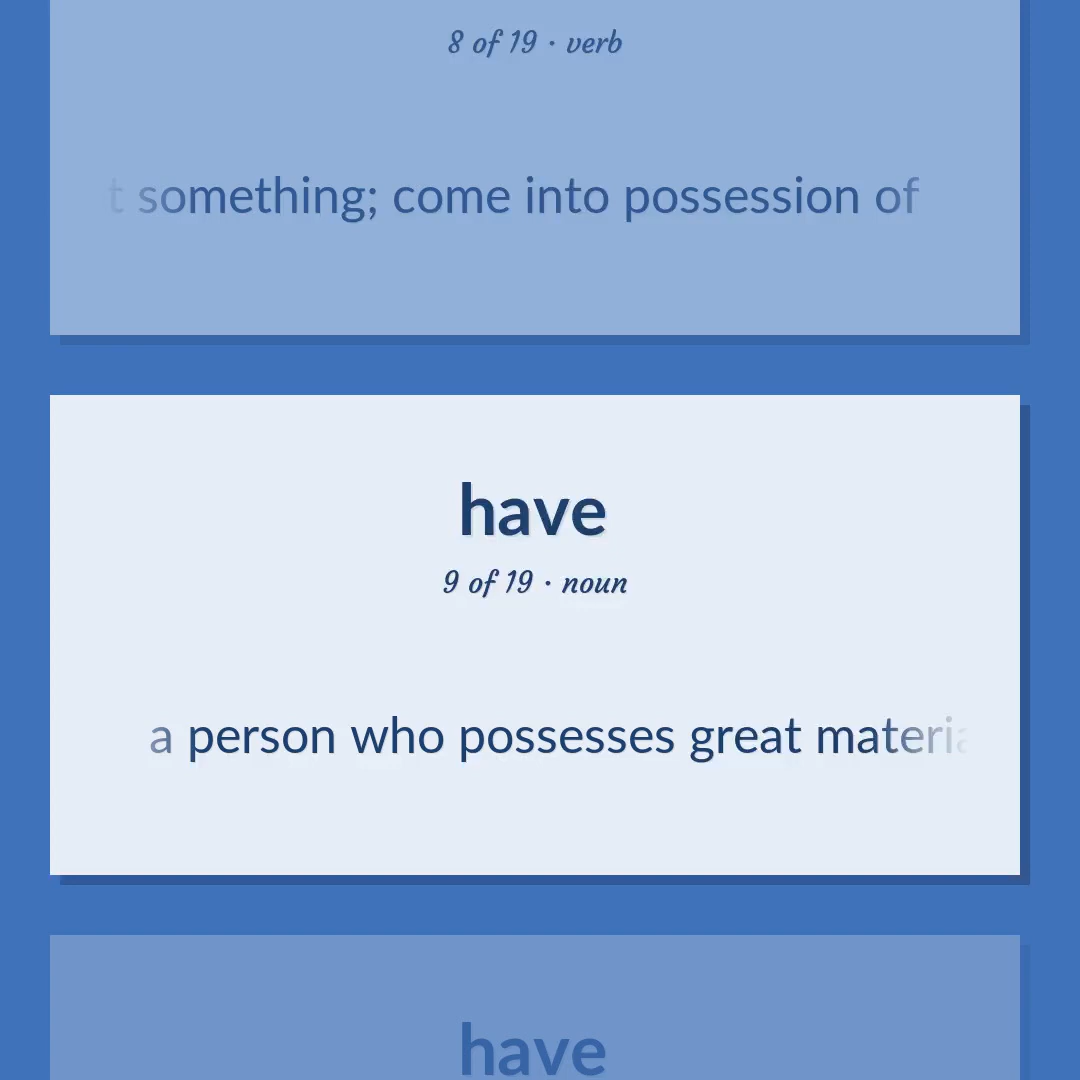 8 of 19 · verb
t something; come into possession of
have
9 of 19 · noun
a person who possesses great materia
have